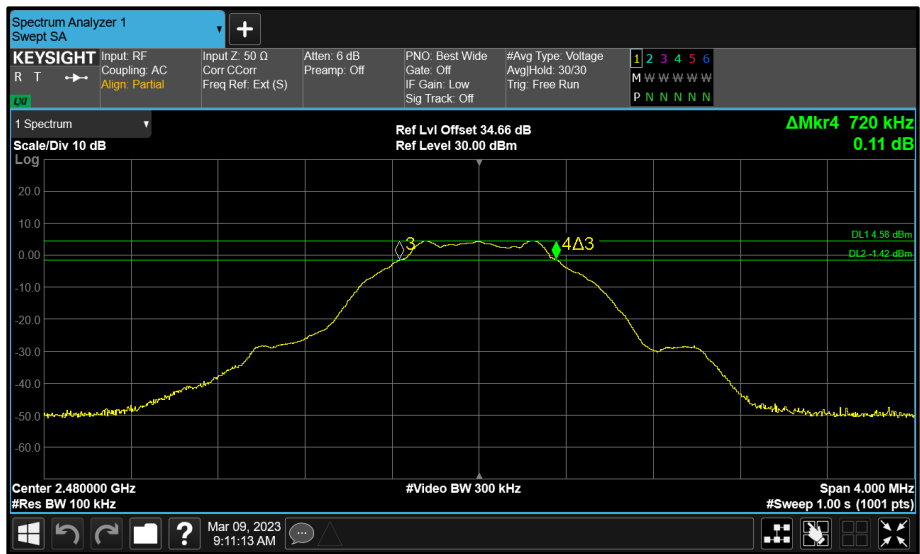 Spectrum Analyzer 1
Swept SA
+
KEYSIGHT
R T
LXI
Input: RF
Coupling: AC
Align: Partial
Input Z: 50 Ω
Corr CCorr
Freq Ref: Ext (S)
Atten: 6 dB
Preamp: Off
PNO: Best Wide
Gate: Off
IF Gain: Low
Sig Track: Off
#Avg Type: Voltage
Avg|Hold: 30/30
Trig: Free Run
1 2 3 4 5 6
M W W W W W
P N N N N N
1 Spectrum
Scale/Div 10 dB
Ref Lvl Offset 34.66 dB
Ref Level 30.00 dBm
ΔMkr4 720 kHz
0.11 dB
Log
20.0
10.0
0.00
-10.0
-20.0
-30.0
-40.0
-50.0
-60.0
3
4Δ3
DL1 4.58 dBm
DL2 -1.42 dBm
Center 2.480000 GHz
#Res BW 100 kHz
#Video BW 300 kHz
Span 4.000 MHz
#Sweep 1.00 s (1001 pts)
?
Mar 09, 2023
9:11:13 AM